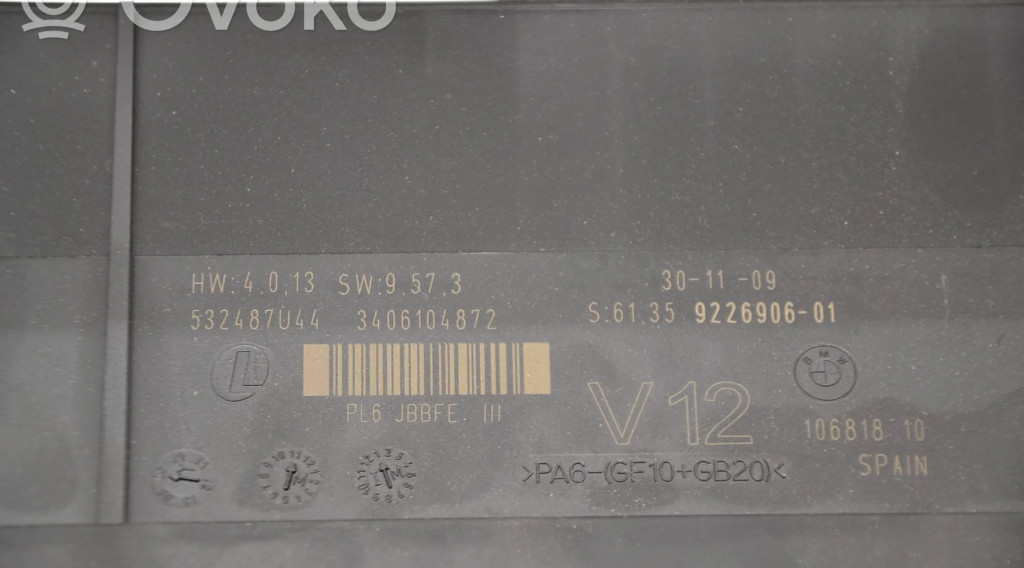 OVOKO
HW:4.0.13 SW:9.57.3 30-11-09
532487U44 3406104872 S:61.35 9226906-01
BMW
PL6 JBBFE III V12
106818 10
>PA6-(GF10+GB20)< SPAIN